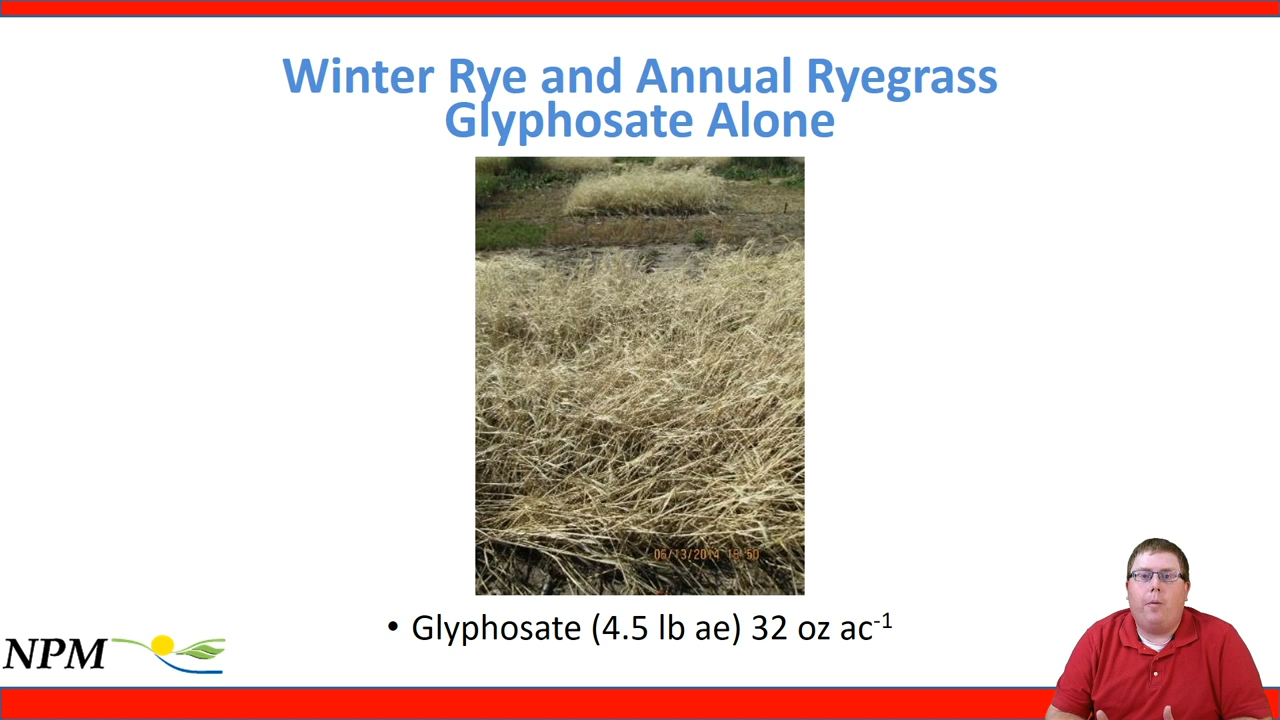 Winter Rye and Annual Ryegrass
Glyphosate Alone
06/13/2014 16:50
• Glyphosate (4.5 lb ae) 32 oz ac-1
NPM